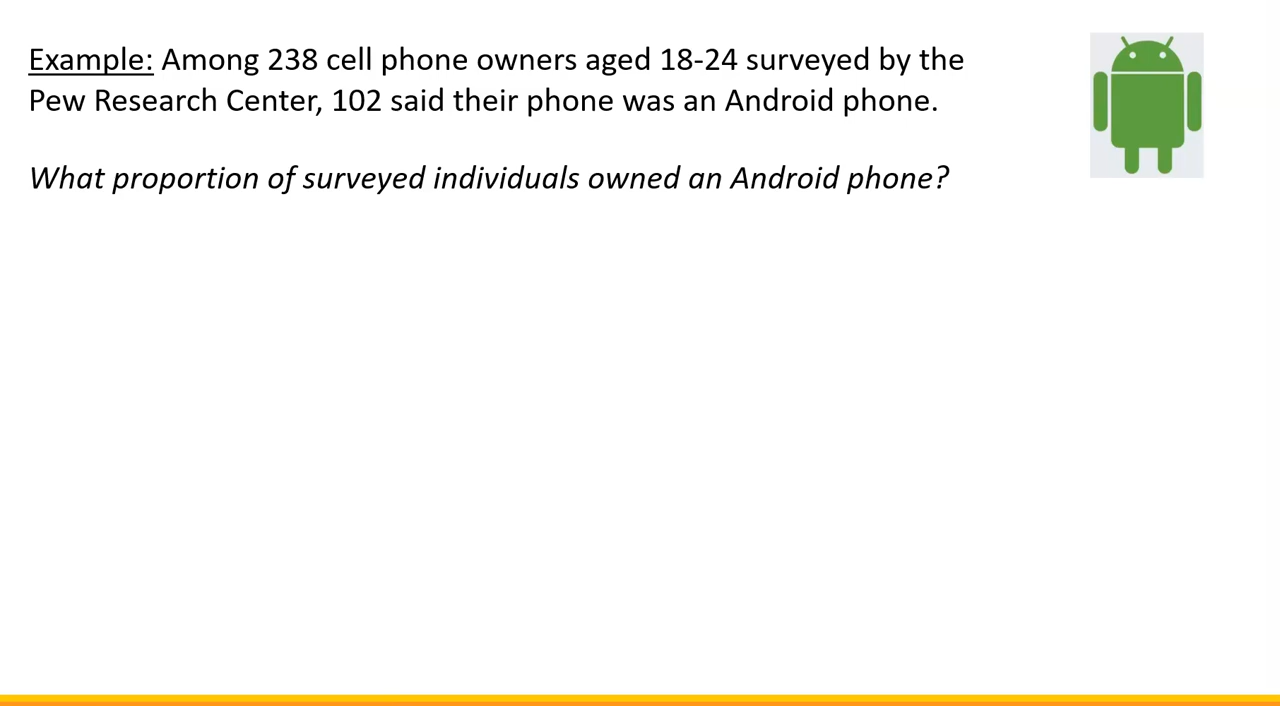 Example: Among 238 cell phone owners aged 18-24 surveyed by the
Pew Research Center, 102 said their phone was an Android phone.
What proportion of surveyed individuals owned an Android phone?